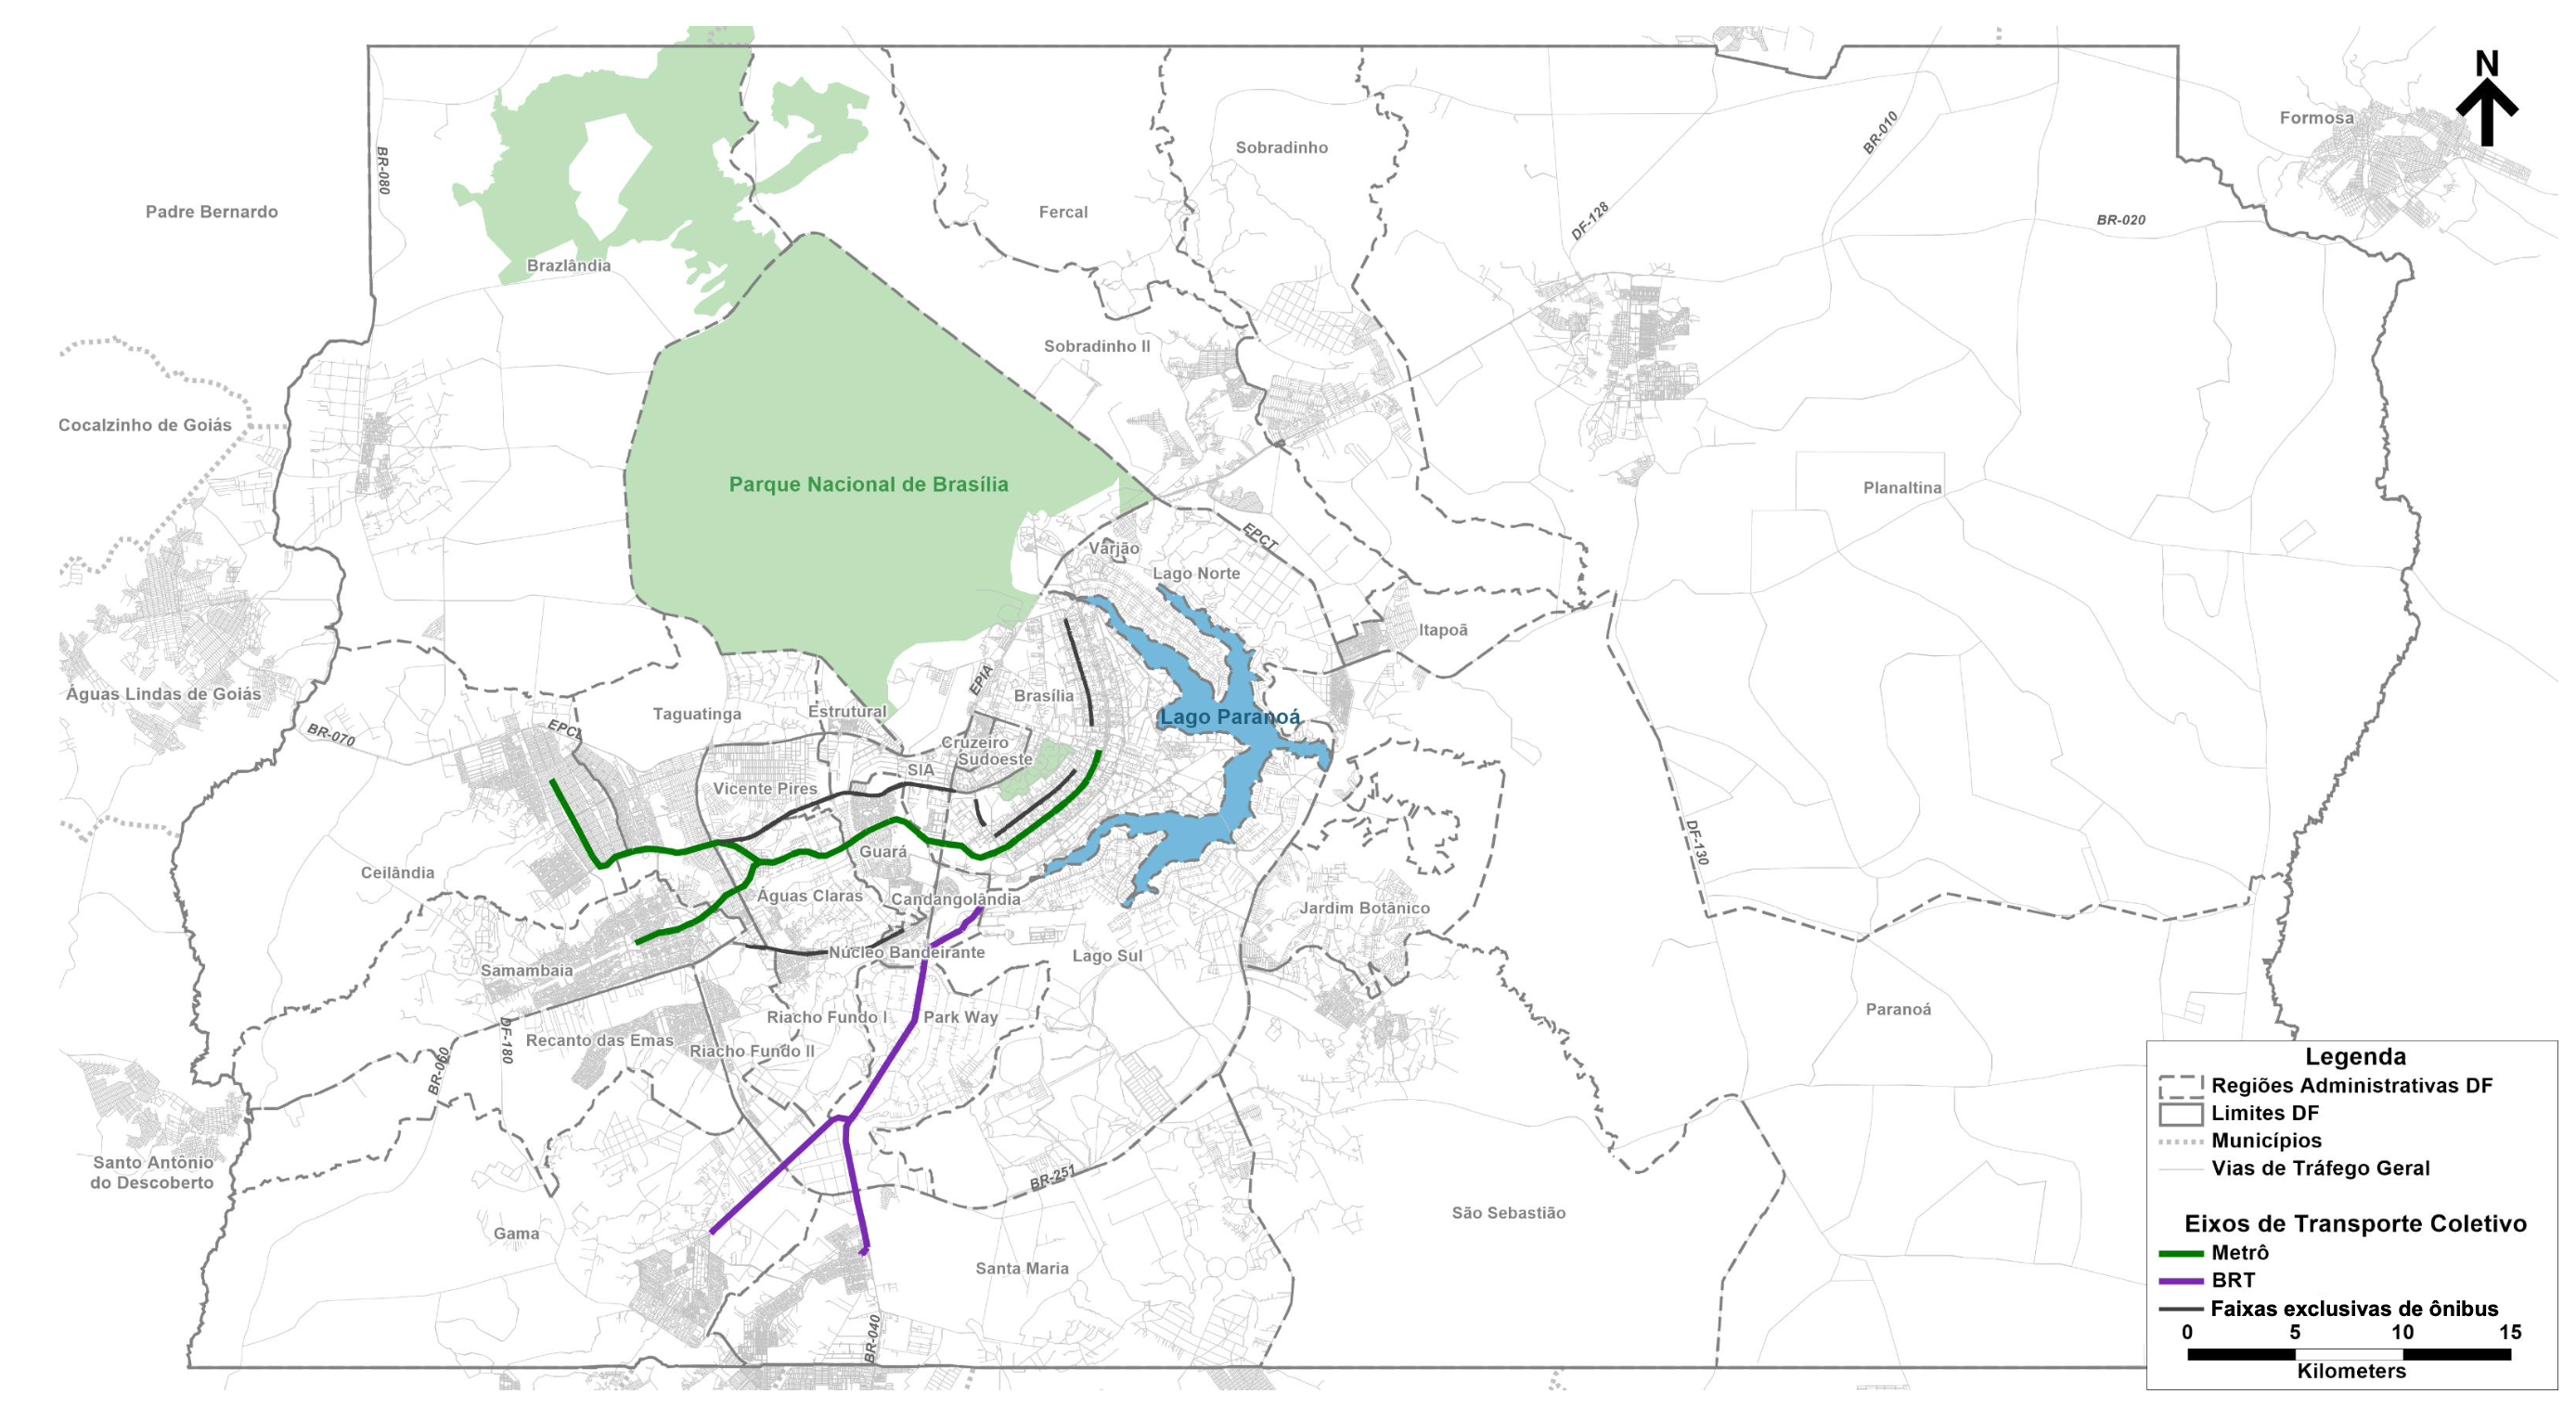 N
Formosa
BR-010
Sobradinho
BR-080
Padre Bernardo
Fercal
DF-128
BR-020
Brazlândia
Sobradinho II
Cocalzinho de Goiás
Parque Nacional de Brasília
Planaltina
EPCT
Varjão
Lago Norte
Itapoã
EPIA
Águas Lindas de Goiás
Brasília
Taguatinga
Estrutural
Lago Paranoá
BR-070
EPCL
Cruzeiro
Sudoeste
SIA
Vicente Pires
DF-130
Guará
Ceilândia
Águas Claras
Candangolândia
Jardim Botânico
Núcleo Bandeirante
Lago Sul
Samambaia
Paranoá
Riacho Fundo I
Park Way
DF-180
Recanto das Emas
Riacho Fundo II
BR-060
Santo Antônio
do Descoberto
BR-251
São Sebastião
Gama
Santa Maria
BR-040
Legenda
Regiões Administrativas DF
Limites DF
Municípios
Vias de Tráfego Geral
Eixos de Transporte Coletivo
Metrô
BRT
Faixas exclusivas de ônibus
0 5 10 15
Kilometers